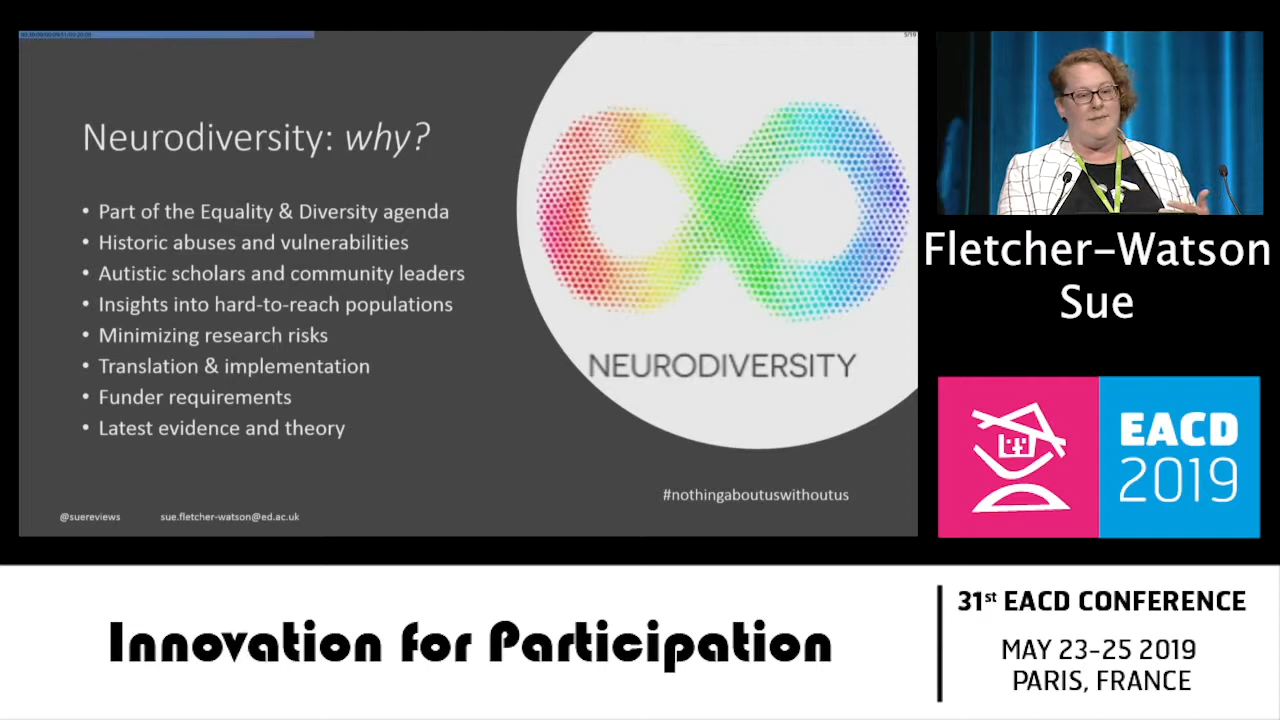 5/19
Neurodiversity: why?
• Part of the Equality & Diversity agenda
• Historic abuses and vulnerabilities
• Autistic scholars and community leaders
• Insights into hard-to-reach populations
• Minimizing research risks
• Translation & implementation
• Funder requirements
• Latest evidence and theory
NEURODIVERSITY
#nothingaboutuswithoutus
@suereviews sue.fletcher-watson@ed.ac.uk
Fletcher-Watson
Sue
EACD
2019
Innovation for Participation
31st EACD CONFERENCE
MAY 23-25 2019
PARIS, FRANCE